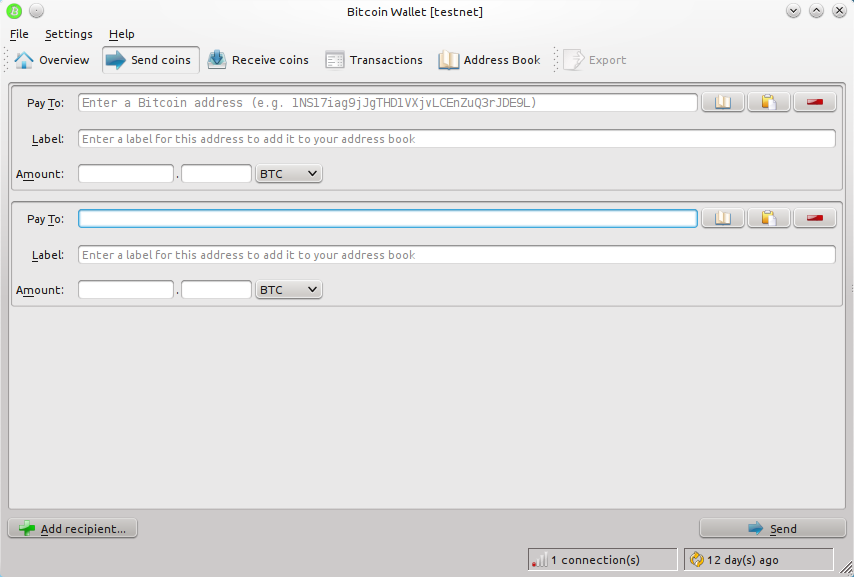 Bitcoin Wallet [testnet]
File Settings Help
Overview Send coins Receive coins Transactions Address Book Export
Pay To: Enter a Bitcoin address (e.g. 1NS17iag9jJgTHD1VXjvLCEnZuQ3rJDE9L)
Label: Enter a label for this address to add it to your address book
Amount: . BTC
Pay To:
Label: Enter a label for this address to add it to your address book
Amount: . BTC
Add recipient... Send
1 connection(s) 12 day(s) ago